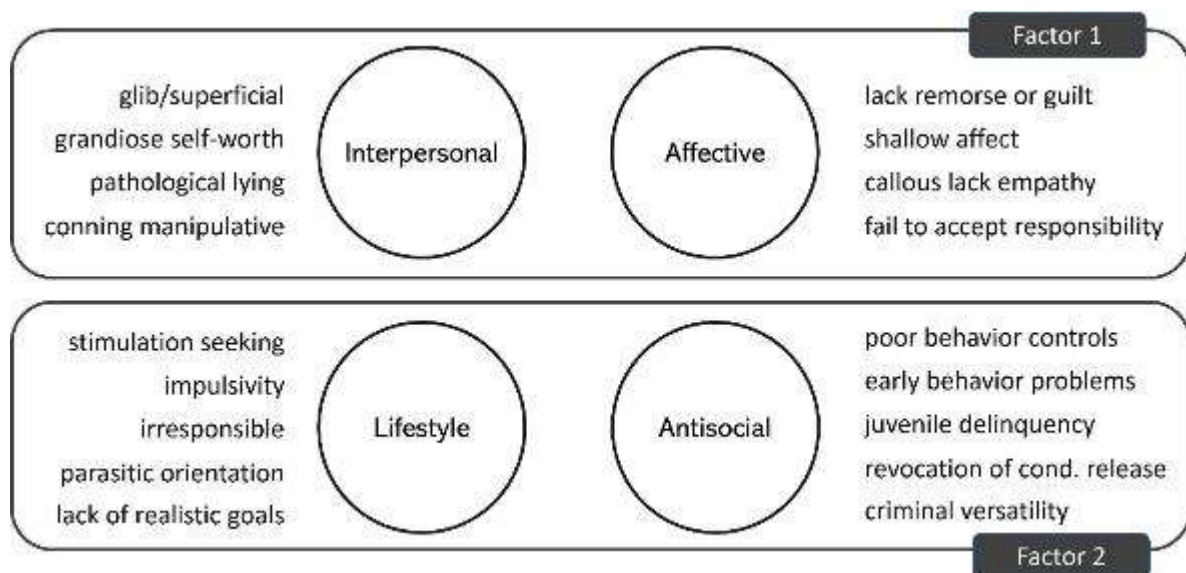 Factor 1
glib/superficial
grandiose self-worth
pathological lying
conning manipulative
Interpersonal
Affective
lack remorse or guilt
shallow affect
callous lack empathy
fail to accept responsibility
stimulation seeking
impulsivity
irresponsible
parasitic orientation
lack of realistic goals
Lifestyle
Antisocial
poor behavior controls
early behavior problems
juvenile delinquency
revocation of cond. release
criminal versatility
Factor 2